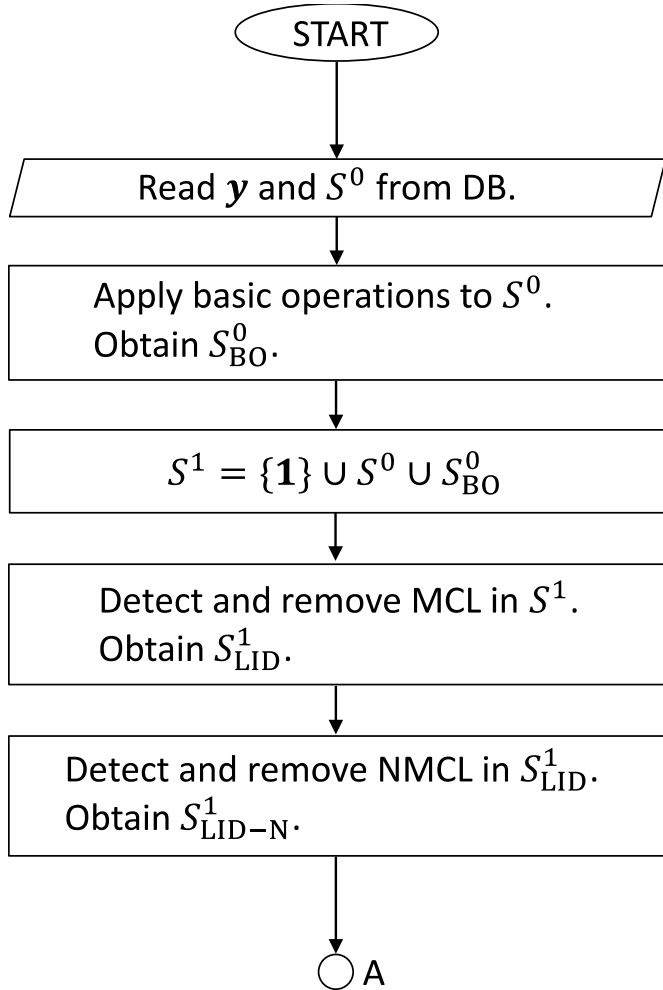 START
Read y and S⁰ from DB.
Apply basic operations to S⁰.
Obtain S⁰_BO.
S¹ = {1} ∪ S⁰ ∪ S⁰_BO
Detect and remove MCL in S¹.
Obtain S¹_LID.
Detect and remove NMCL in S¹_LID.
Obtain S¹_LID−N.
A